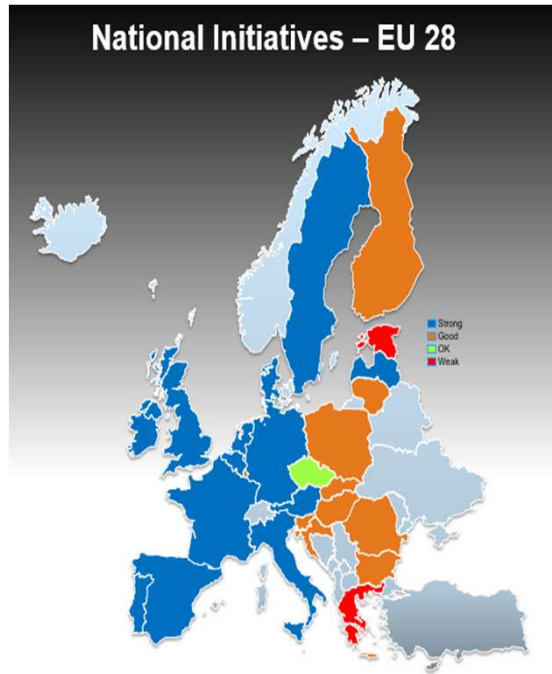 National Initiatives – EU 28
Strong
Good
OK
Weak